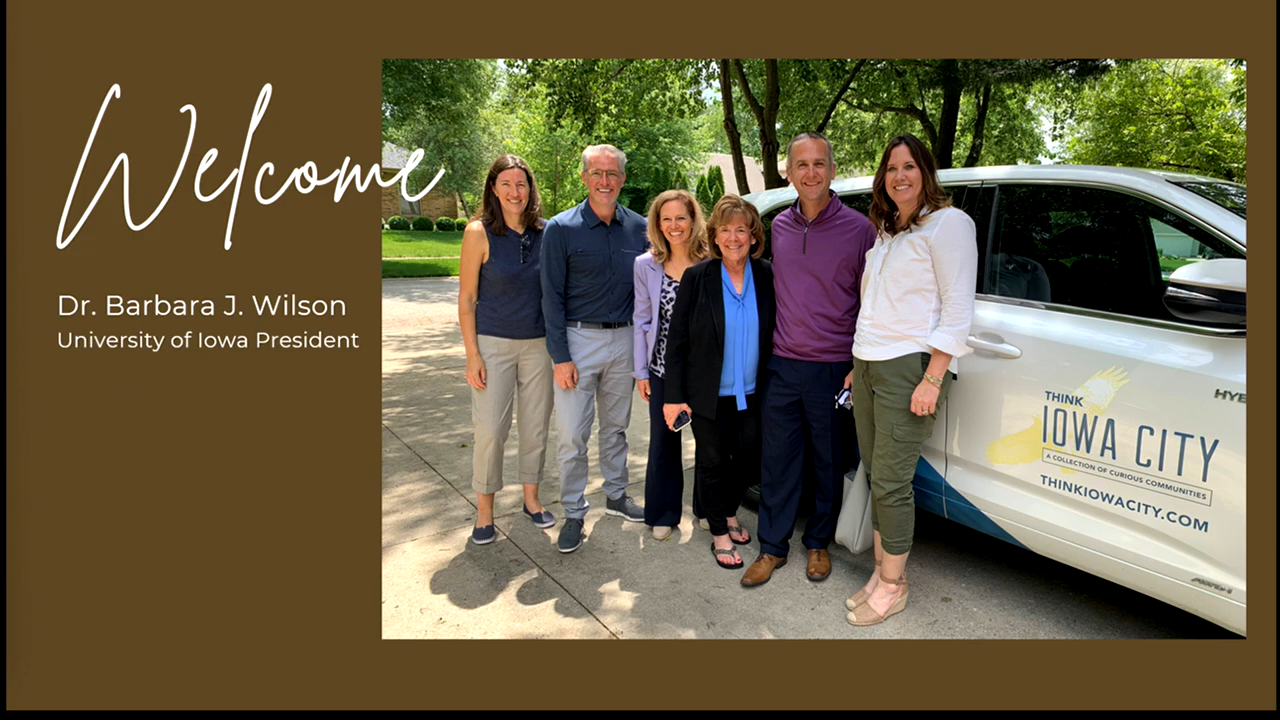 Welcome
Dr. Barbara J. Wilson
University of Iowa President
THINK
IOWA CITY
A COLLECTION OF CURIOUS COMMUNITIES
THINKIOWACITY.COM